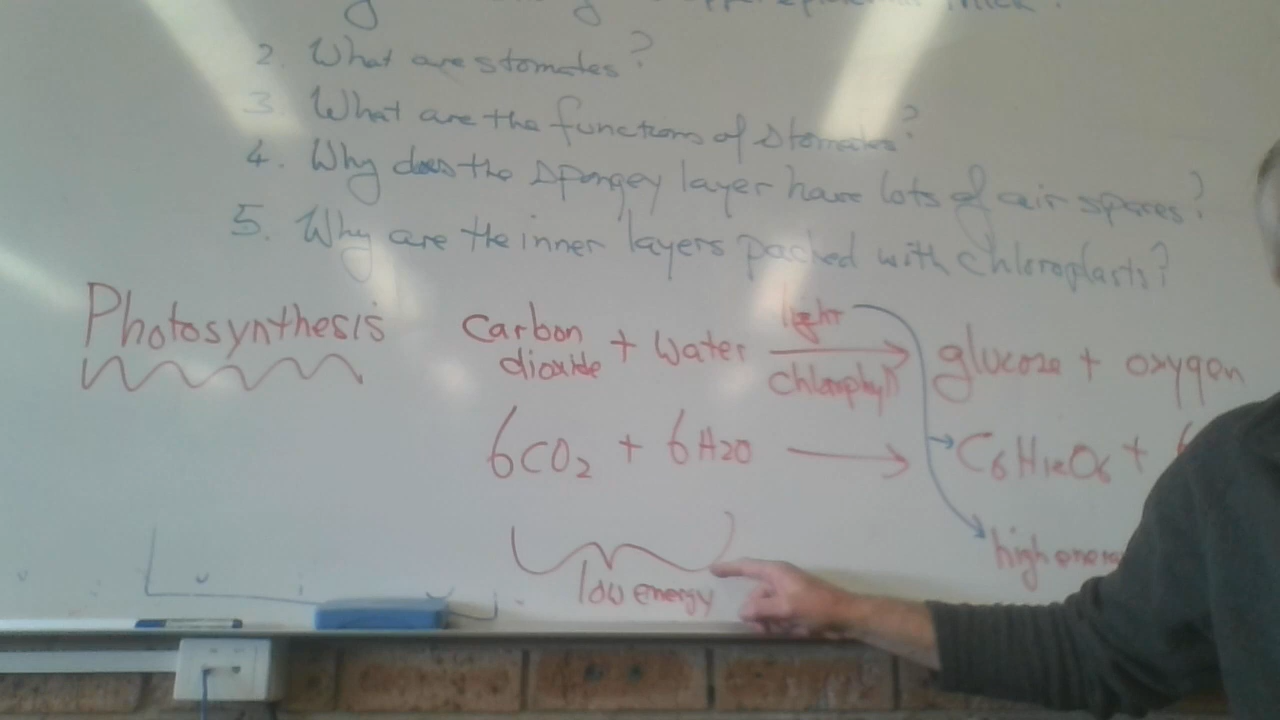 thick?
2. What are stomates?
3. What are the functions of stomates?
4. Why does the spongey layer have lots of air spaces?
5. Why are the inner layers packed with chloroplasts?
Photosynthesis
Carbon dioxide + Water light chlorophyll glucose + oxygen
6CO2 + 6H2O → C6H12O6 + 6
low energy
high